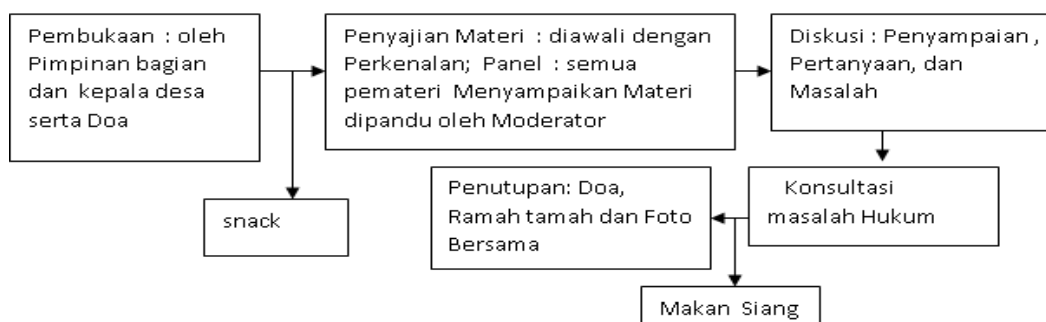 Pembukaan : oleh
Pimpinan bagian
dan kepala desa
serta Doa
Penyajian Materi : diawali dengan
Perkenalan; Panel : semua
pemateri Menyampaikan Materi
dipandu oleh Moderator
Diskusi : Penyampaian ,
Pertanyaan, dan
Masalah
snack
Konsultasi
masalah Hukum
Penutupan: Doa,
Ramah tamah dan Foto
Bersama
Makan Siang